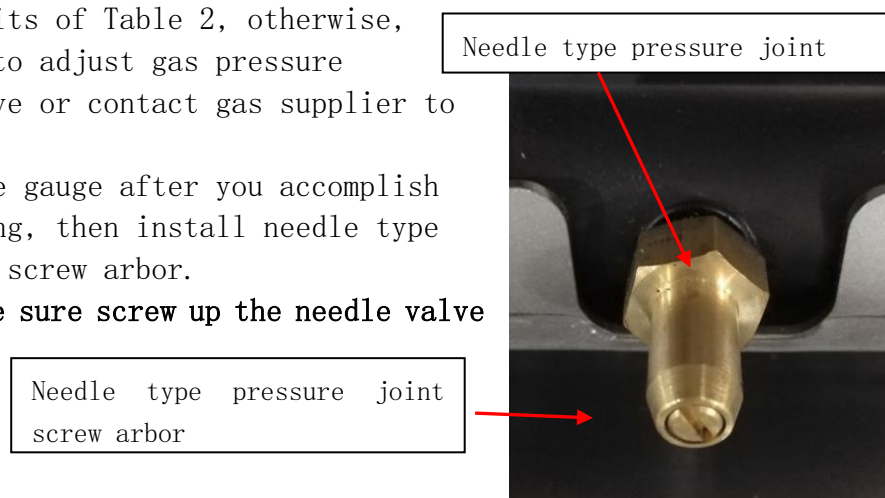 its of Table 2, otherwise,
to adjust gas pressure
ve or contact gas supplier to
e gauge after you accomplish
ng, then install needle type
screw arbor.
e sure screw up the needle valve
Needle type pressure joint
Needle type pressure joint
screw arbor